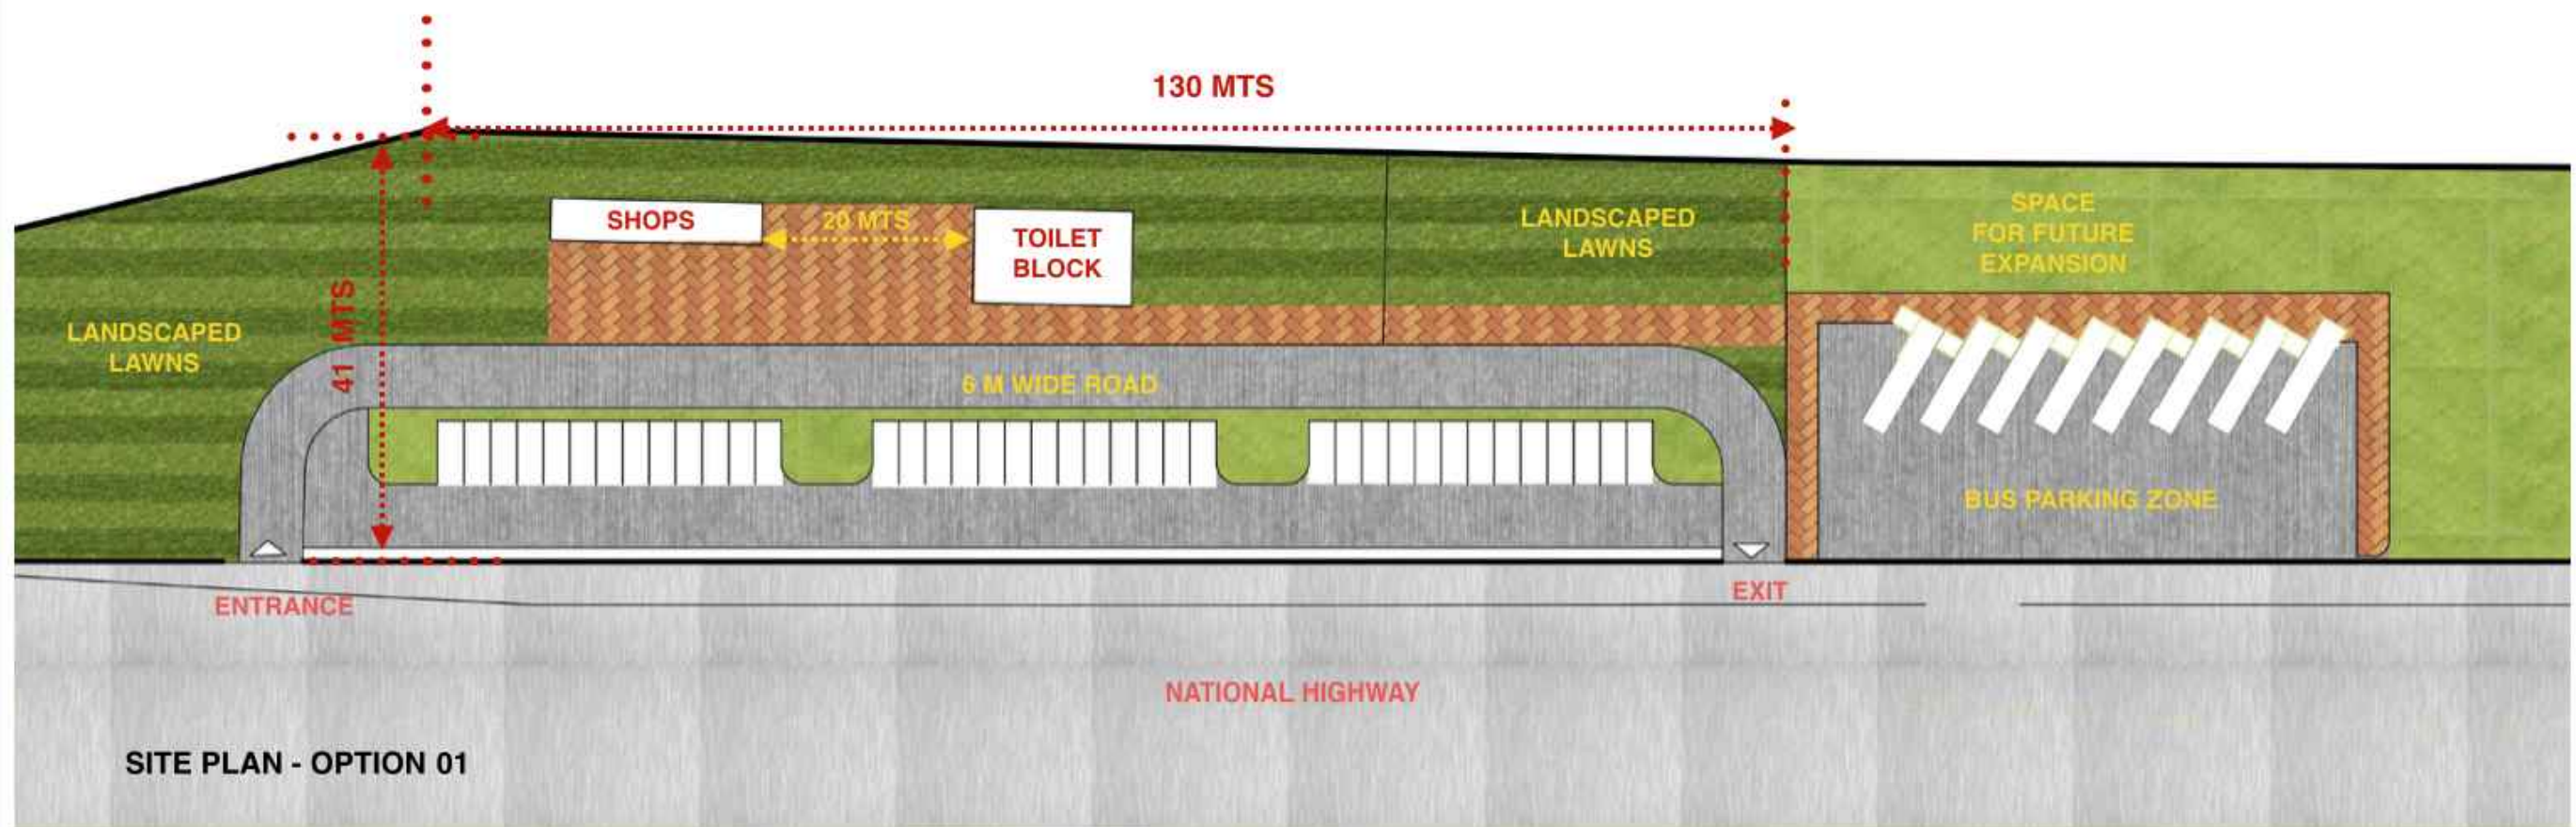 130 MTS
SHOPS
20 MTS
TOILET
BLOCK
LANDSCAPED
LAWNS
SPACE
FOR FUTURE
EXPANSION
LANDSCAPED
LAWNS
41 MTS
6 M WIDE ROAD
BUS PARKING ZONE
ENTRANCE
EXIT
NATIONAL HIGHWAY
SITE PLAN - OPTION 01